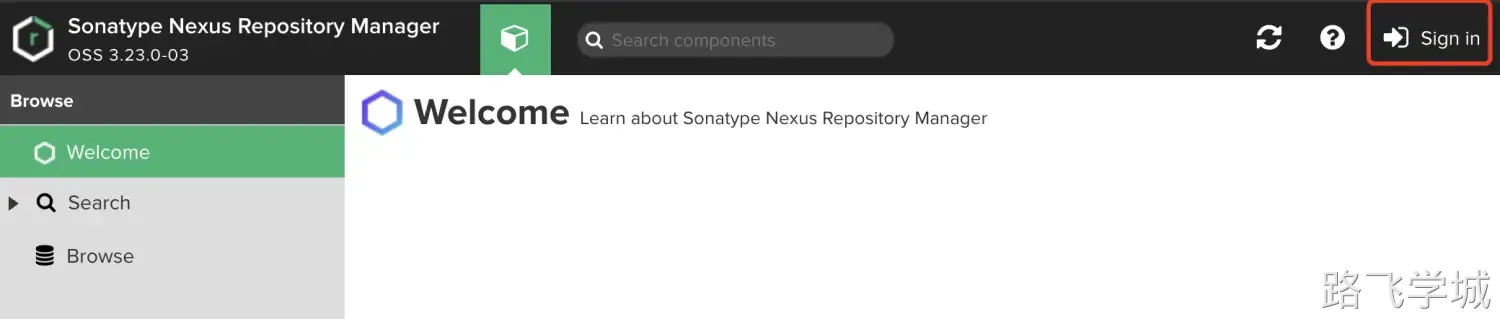 Sonatype Nexus Repository Manager
OSS 3.23.0-03
Search components
Sign in
Browse
Welcome
Search
Browse
Welcome Learn about Sonatype Nexus Repository Manager
路飞学城